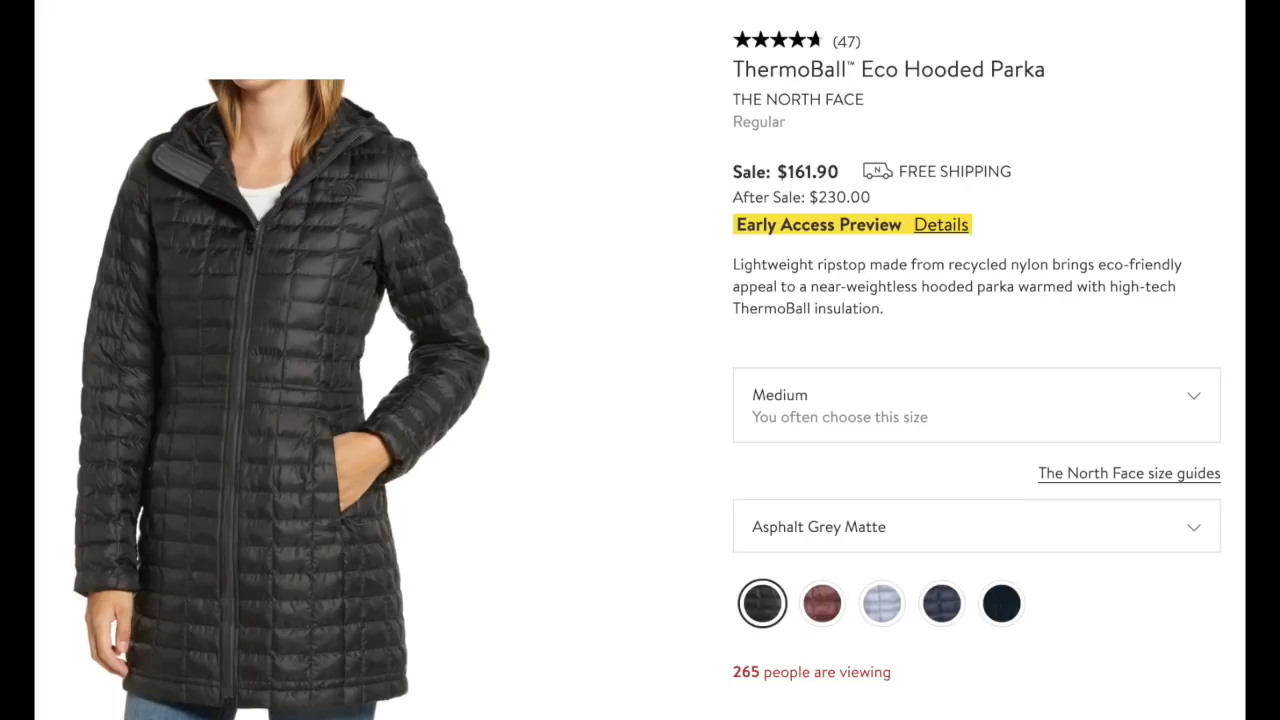 (47)
ThermoBall™ Eco Hooded Parka
THE NORTH FACE
Regular
Sale: $161.90 N FREE SHIPPING
After Sale: $230.00
Early Access Preview Details
Lightweight ripstop made from recycled nylon brings eco-friendly
appeal to a near-weightless hooded parka warmed with high-tech
ThermoBall insulation.
Medium
You often choose this size
The North Face size guides
Asphalt Grey Matte
265 people are viewing